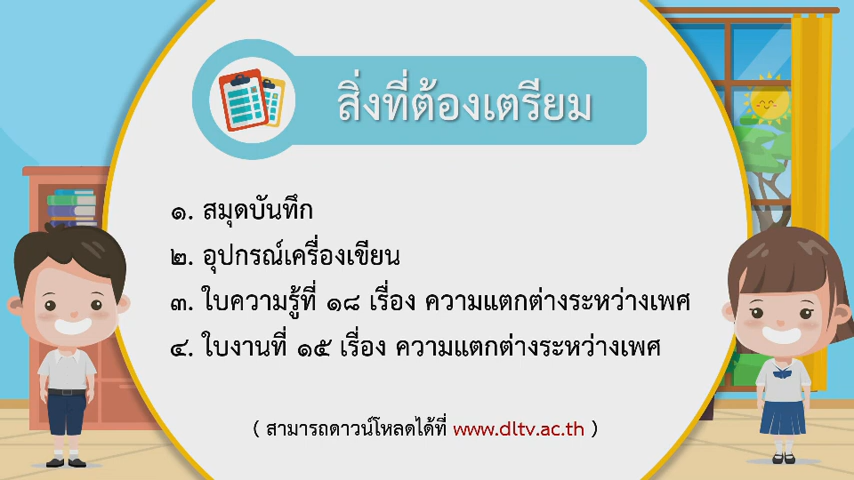 สิ่งที่ต้องเตรียม
๑. สมุดบันทึก
๒. อุปกรณ์เครื่องเขียน
๓. ใบความรู้ที่ ๑๘ เรื่อง ความแตกต่างระหว่างเพศ
๔. ใบงานที่ ๑๕ เรื่อง ความแตกต่างระหว่างเพศ
( สามารถดาวน์โหลดได้ที่ www.dltv.ac.th )